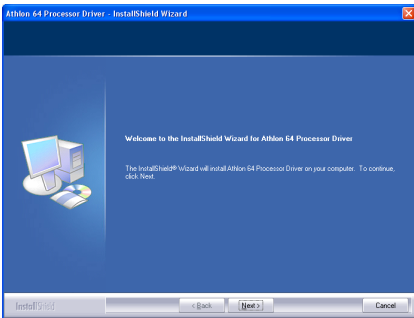 Athlon 64 Processor Driver - InstallShield Wizard
Welcome to the InstallShield Wizard for Athlon 64 Processor Driver
The InstallShield® Wizard will install Athlon 64 Processor Driver on your computer. To continue,
click Next.
InstallShield
< Back
Next >
Cancel